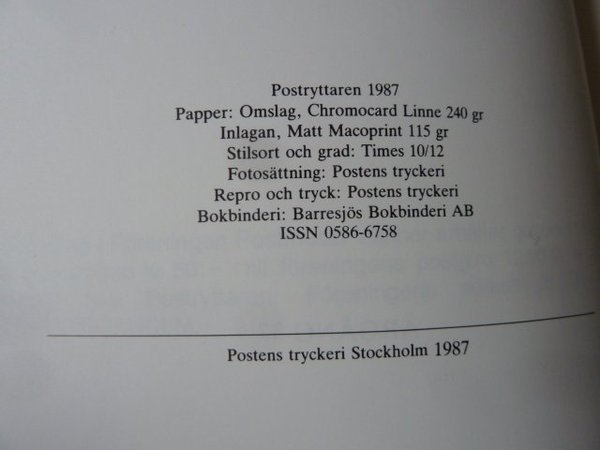 Postryttaren 1987
Papper: Omslag, Chromocard Linne 240 gr
Inlagan, Matt Macoprint 115 gr
Stilsort och grad: Times 10/12
Fotosättning: Postens tryckeri
Repro och tryck: Postens tryckeri
Bokbinderi: Barresjös Bokbinderi AB
ISSN 0586-6758
Postens tryckeri Stockholm 1987